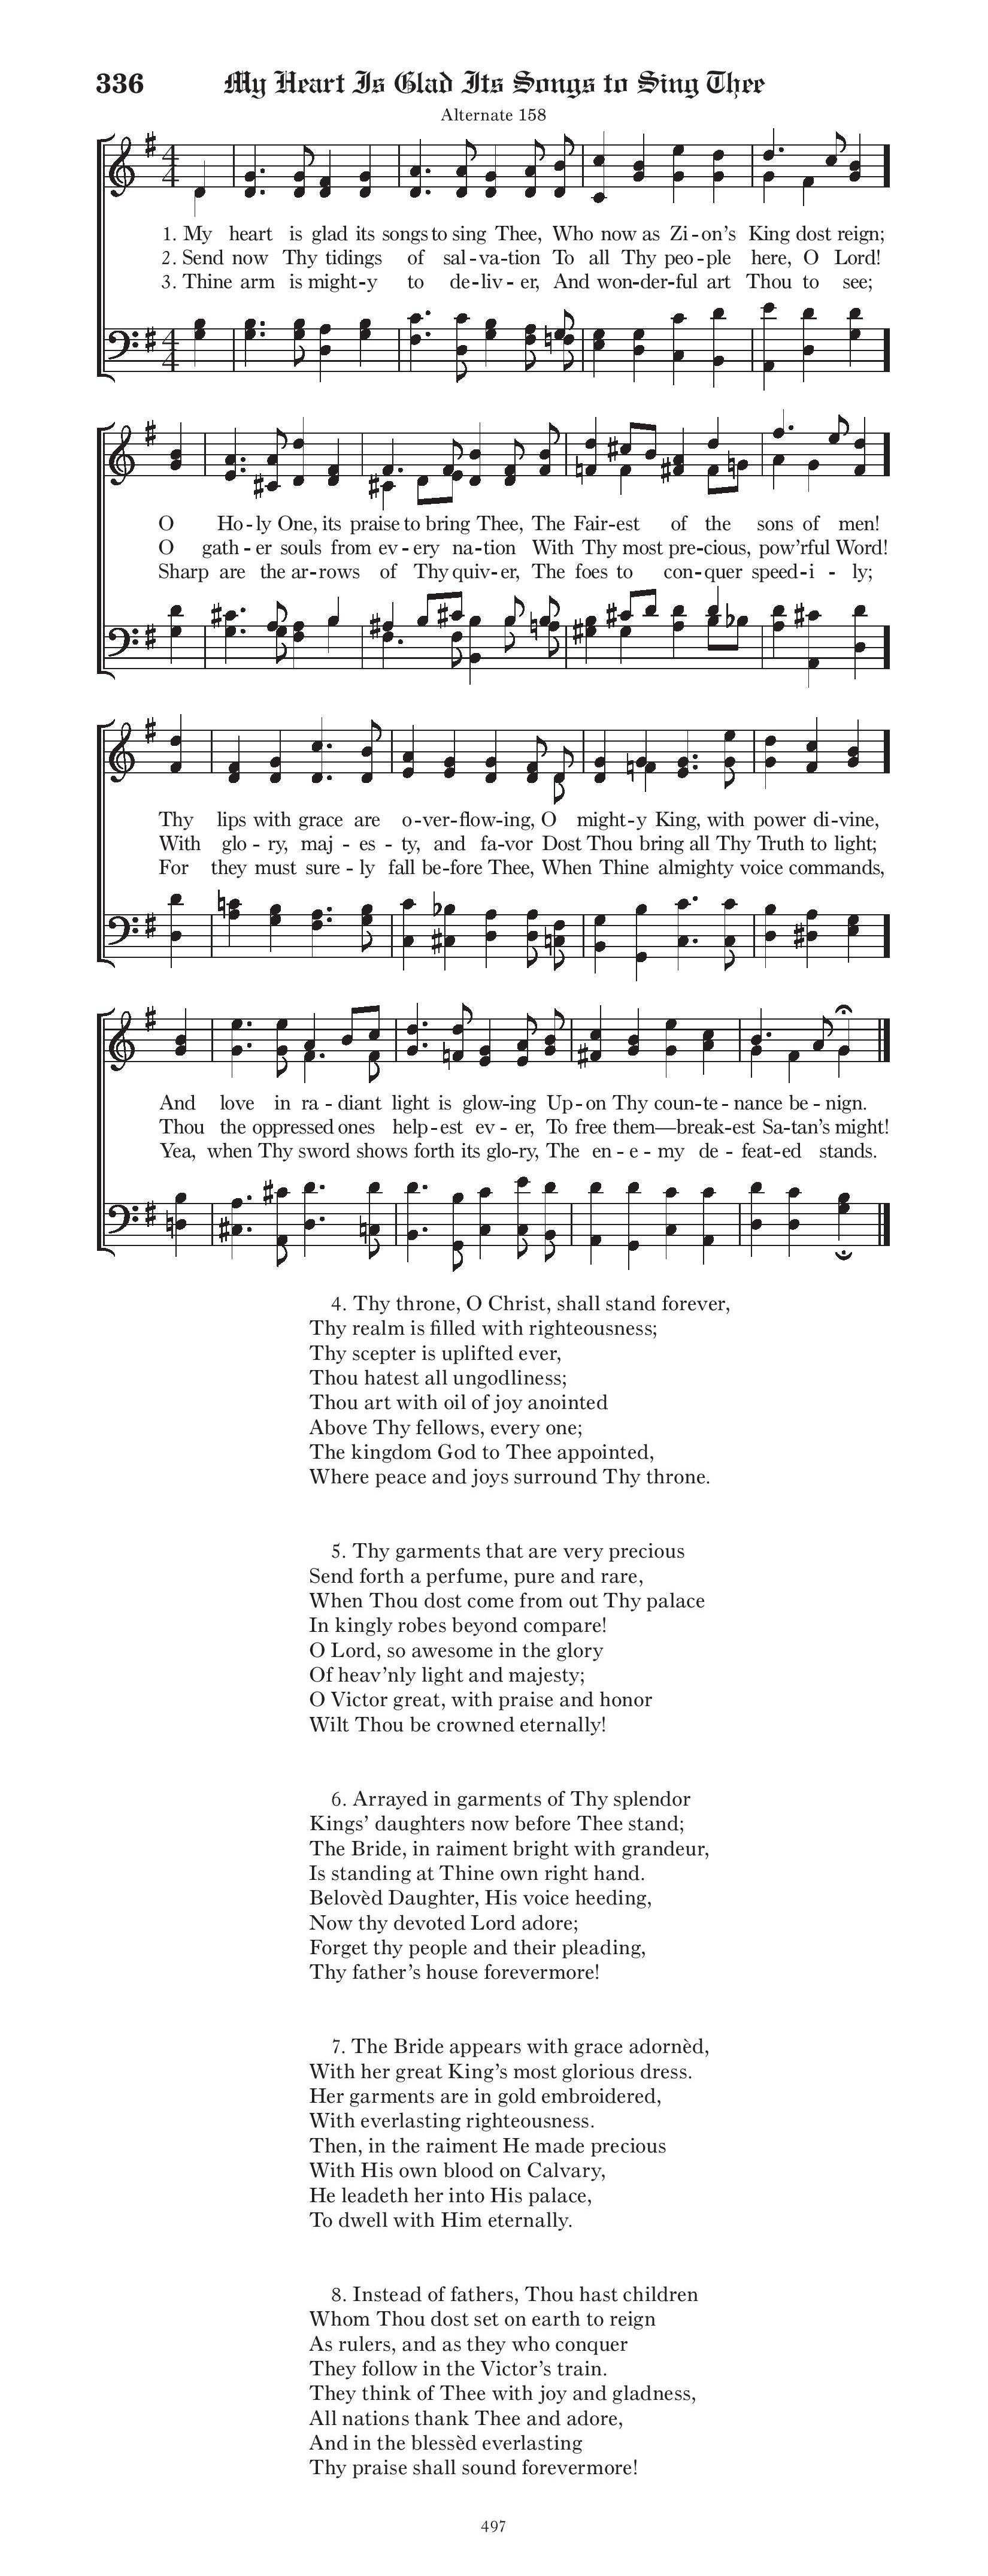 336 My Heart Is Glad Its Songs to Sing Thee
Alternate 158
1. My heart is glad its songs to sing Thee, Who now as Zi-on’s King dost reign;
2. Send now Thy tidings of sal-va-tion To all Thy peo-ple here, O Lord!
3. Thine arm is might-y to de-liv-er, And won-der-ful art Thou to see;
O Ho-ly One, its praise to bring Thee, The Fair-est of the sons of men!
O gath-er souls from ev-ery na-tion With Thy most pre-cious, pow’rful Word!
Sharp are the ar-rows of Thy quiv-er, The foes to con-quer speed-i-ly;
Thy lips with grace are o-ver-flow-ing, O might-y King, with power di-vine,
With glo-ry, maj-es-ty, and fa-vor Dost Thou bring all Thy Truth to light;
For they must sure-ly fall be-fore Thee, When Thine almighty voice commands,
And love in ra-diant light is glow-ing Up-on Thy coun-te-nance be-nign.
Thou the oppressed ones help-est ev-er, To free them—break-est Sa-tan’s might!
Yea, when Thy sword shows forth its glo-ry, The en-e-my de-feat-ed stands.
4. Thy throne, O Christ, shall stand forever,
Thy realm is filled with righteousness;
Thy scepter is uplifted ever,
Thou hatest all ungodliness;
Thou art with oil of joy anointed
Above Thy fellows, every one;
The kingdom God to Thee appointed,
Where peace and joys surround Thy throne.
5. Thy garments that are very precious
Send forth a perfume, pure and rare,
When Thou dost come from out Thy palace
In kingly robes beyond compare!
O Lord, so awesome in the glory
Of heav’nly light and majesty;
O Victor great, with praise and honor
Wilt Thou be crowned eternally!
6. Arrayed in garments of Thy splendor
Kings’ daughters now before Thee stand;
The Bride, in raiment bright with grandeur,
Is standing at Thine own right hand.
Belovèd Daughter, His voice heeding,
Now thy devoted Lord adore;
Forget thy people and their pleading,
Thy father’s house forevermore!
7. The Bride appears with grace adornèd,
With her great King’s most glorious dress.
Her garments are in gold embroidered,
With everlasting righteousness.
Then, in the raiment He made precious
With His own blood on Calvary,
He leadeth her into His palace,
To dwell with Him eternally.
8. Instead of fathers, Thou hast children
Whom Thou dost set on earth to reign
As rulers, and as they who conquer
They follow in the Victor’s train.
They think of Thee with joy and gladness,
All nations thank Thee and adore,
And in the blessèd everlasting
Thy praise shall sound forevermore!
497